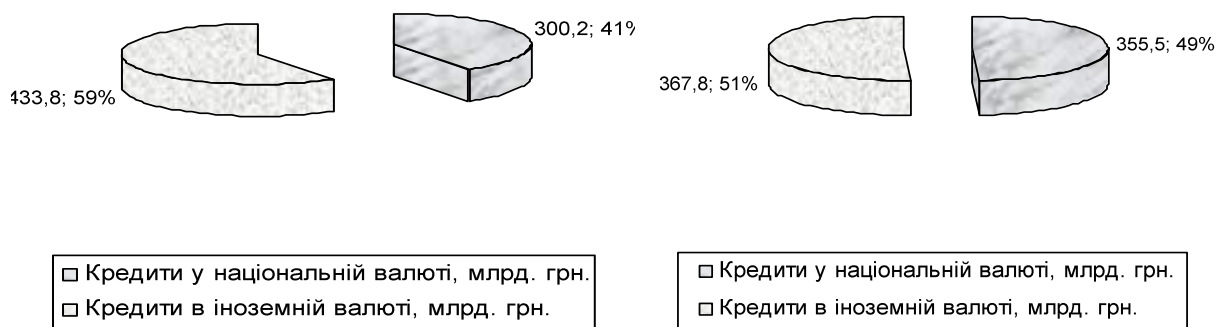 300,2; 41%
433,8; 59%
355,5; 49%
367,8; 51%
Кредити у національній валюті, млрд. грн.
Кредити в іноземній валюті, млрд. грн.
Кредити у національній валюті, млрд. грн.
Кредити в іноземній валюті, млрд. грн.